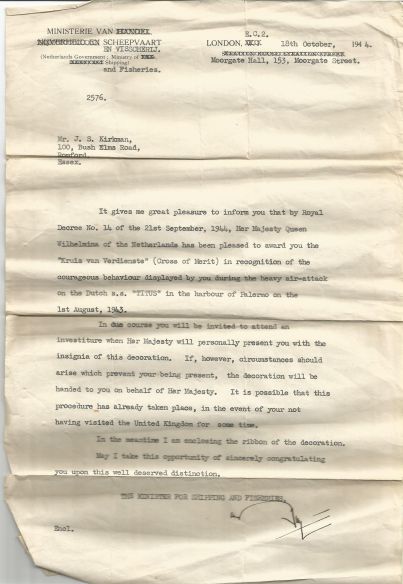 MINISTERIE VAN HANDEL
NIJVERHEID EN SCHEEPVAART
EN VISSCHERIJ.
(Netherlands Government; Ministry of
Shipping)
and Fisheries.
E.C.2.
LONDON, 18th October, 1944.
Moorgate Hall, 153, Moorgate Street.
2576.
Mr. J. S. Kirkman,
100, Bush Elms Road,
Romford.
Essex.
It gives me great pleasure to inform you that by Royal
Decree No. 14 of the 21st September, 1944, Her Majesty Queen
Wilhelmina of the Netherlands has been pleased to award you the
"Kruis van Verdienste" (Cross of Merit) in recognition of the
courageous behaviour displayed by you during the heavy air-attack
on the Dutch s.s. "TITUS" in the harbour of Palermo on the
1st August, 1943.
In due course you will be invited to attend an
investiture when Her Majesty will personally present you with the
insignia of this decoration. If, however, circumstances should
arise which prevent your being present, the decoration will be
handed to you on behalf of Her Majesty. It is possible that this
procedure has already taken place, in the event of your not
having visited the United Kingdom for some time.
In the meantime I am enclosing the ribbon of the decoration.
May I take this opportunity of sincerely congratulating
you upon this well deserved distinction.
THE MINISTER FOR SHIPPING AND FISHERIES,
Encl.